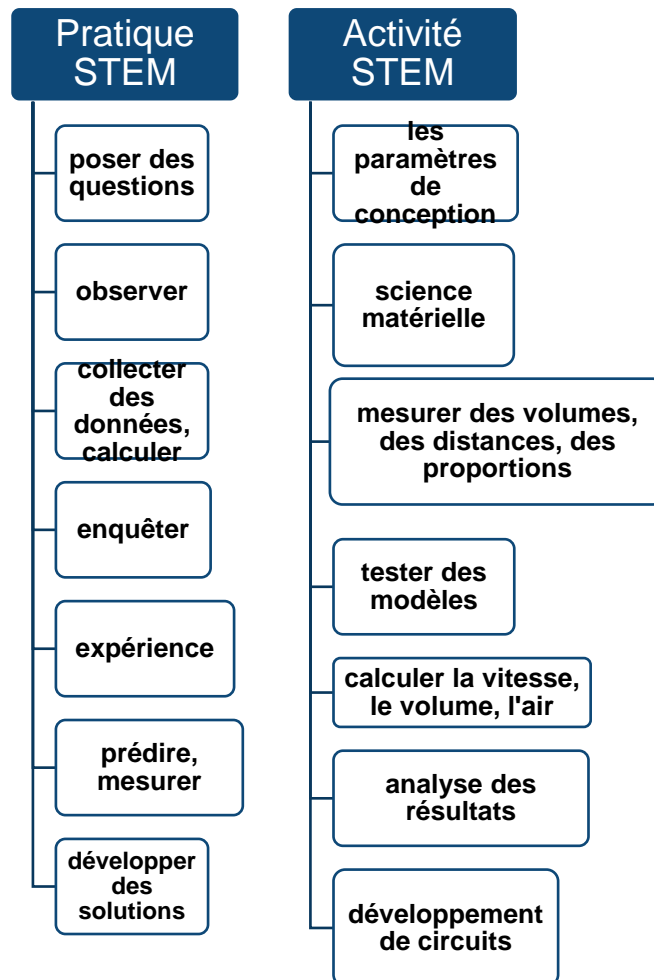 Pratique
STEM
poser des
questions
observer
collecter
des
données,
calculer
enquêter
expérience
prédire,
mesurer
développer
des
solutions
Activité
STEM
les
paramètres
de
conception
science
matérielle
mesurer des volumes,
des distances, des
proportions
tester des
modèles
calculer la vitesse,
le volume, l'air
analyse des
résultats
développement
de circuits